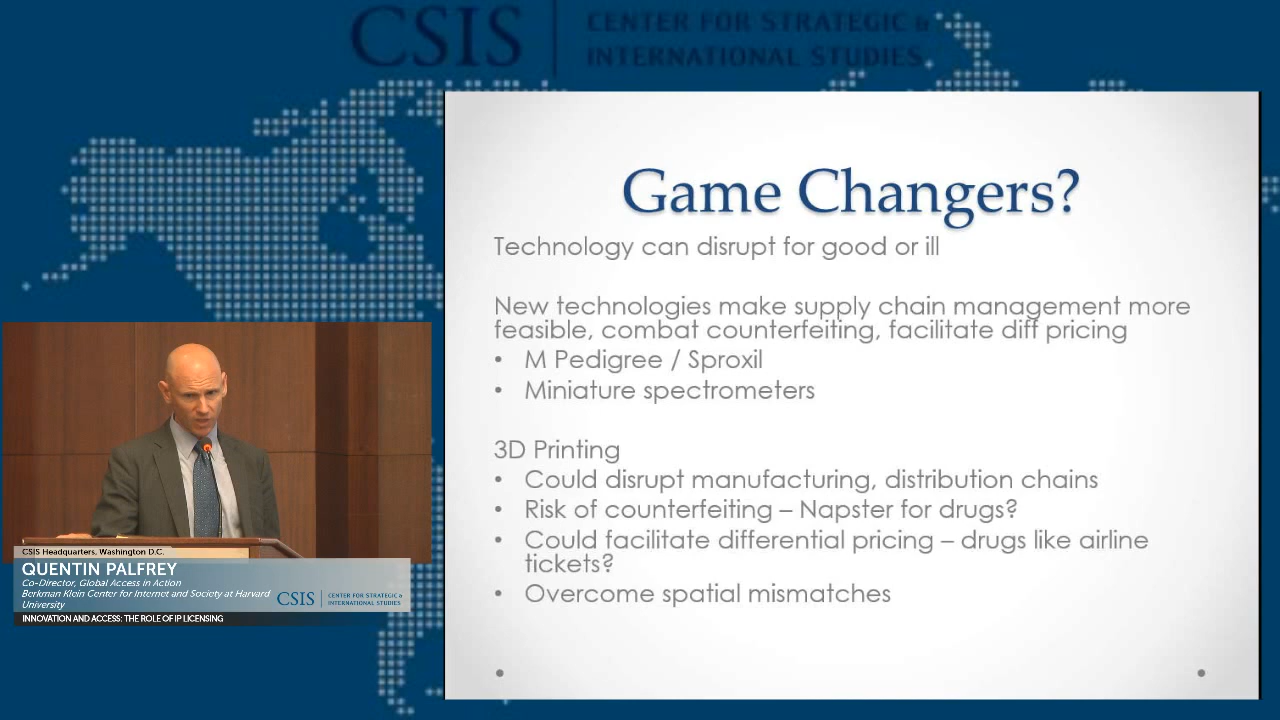 CSIS
CENTER FOR STRATEGIC &
INTERNATIONAL STUDIES
Game Changers?
Technology can disrupt for good or ill
New technologies make supply chain management more
feasible, combat counterfeiting, facilitate diff pricing
• M Pedigree / Sproxil
• Miniature spectrometers
3D Printing
• Could disrupt manufacturing, distribution chains
• Risk of counterfeiting – Napster for drugs?
• Could facilitate differential pricing – drugs like airline
tickets?
• Overcome spatial mismatches
CSIS Headquarters, Washington D.C.
QUENTIN PALFREY
Co-Director, Global Access in Action
Berkman Klein Center for Internet and Society at Harvard
University
CSIS
CENTER FOR STRATEGIC &
INTERNATIONAL STUDIES
INNOVATION AND ACCESS: THE ROLE OF IP LICENSING